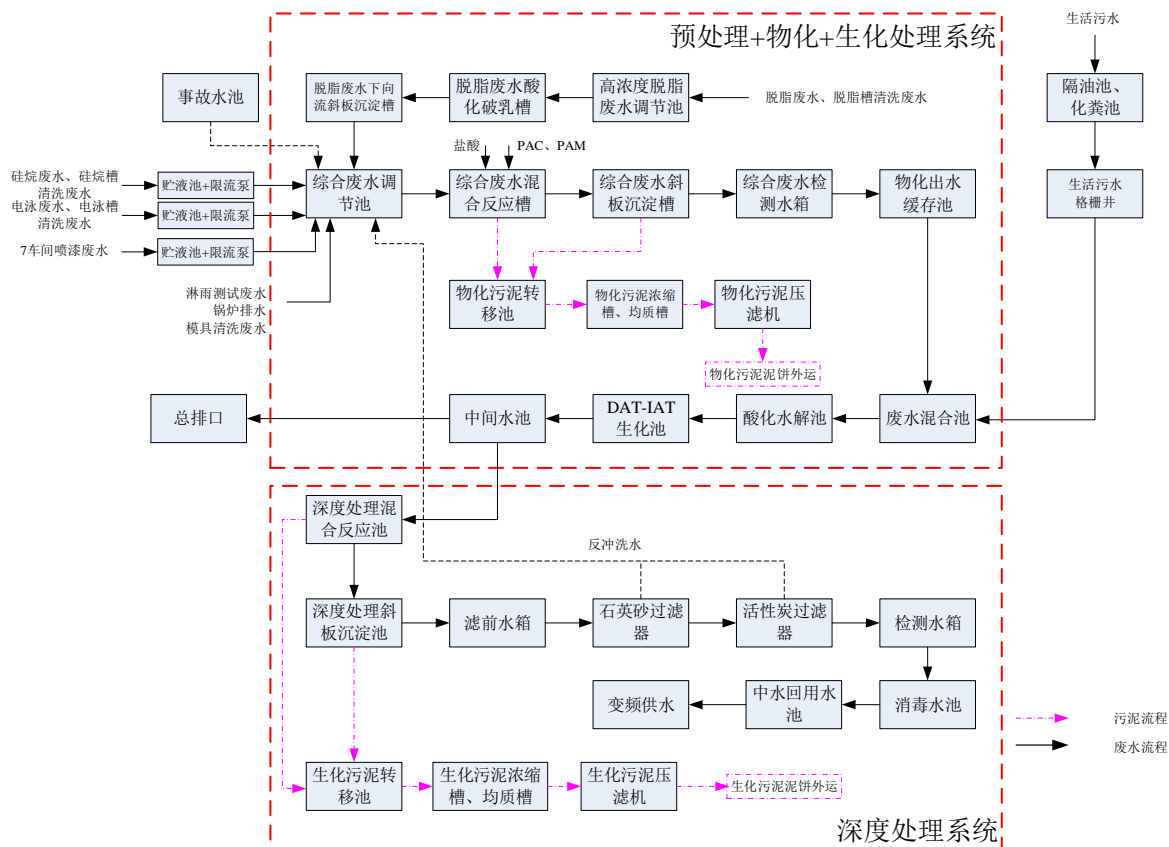 生活污水
预处理+物化+生化处理系统
事故水池
脱脂废水下向
流斜板沉淀槽
脱脂废水酸
化破乳槽
高浓度脱脂
废水调节池
脱脂废水、脱脂槽清洗废水
隔油池、
化粪池
盐酸
PAC、PAM
硅烷废水、硅烷槽
清洗废水
贮液池+限流泵
电泳废水、电泳槽
清洗废水
贮液池+限流泵
7车间喷漆废水
贮液池+限流泵
综合废水调
节池
综合废水混
合反应槽
综合废水斜
板沉淀槽
综合废水检
测水箱
物化出水
缓存池
生活污水
格栅井
淋雨测试废水
锅炉排水
模具清洗废水
物化污泥转
移池
物化污泥浓缩
槽、均质槽
物化污泥压
滤机
物化污泥泥饼外运
总排口
中间水池
DAT-IAT
生化池
酸化水解池
废水混合池
深度处理混
合反应池
反冲洗水
深度处理斜
板沉淀池
滤前水箱
石英砂过滤
器
活性炭过滤
器
检测水箱
变频供水
中水回用水
池
消毒水池
污泥流程
废水流程
生化污泥转
移池
生化污泥浓缩
槽、均质槽
生化污泥压
滤机
生化污泥泥饼外运
深度处理系统